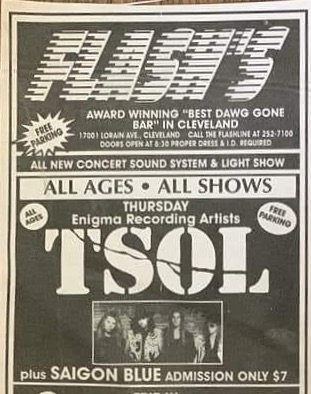 FLASH'S
AWARD WINNING "BEST DAWG GONE
BAR" IN CLEVELAND
FREE
PARKING
17001 LORAIN AVE., CLEVELAND CALL THE FLASHLINE AT 252-7100
DOORS OPEN AT 8:30 PROPER DRESS & I.D. REQUIRED
ALL NEW CONCERT SOUND SYSTEM & LIGHT SHOW
ALL AGES • ALL SHOWS
ALL
AGES
THURSDAY
Enigma Recording Artists
FREE
PARKING
TSOL
plus SAIGON BLUE ADMISSION ONLY $7